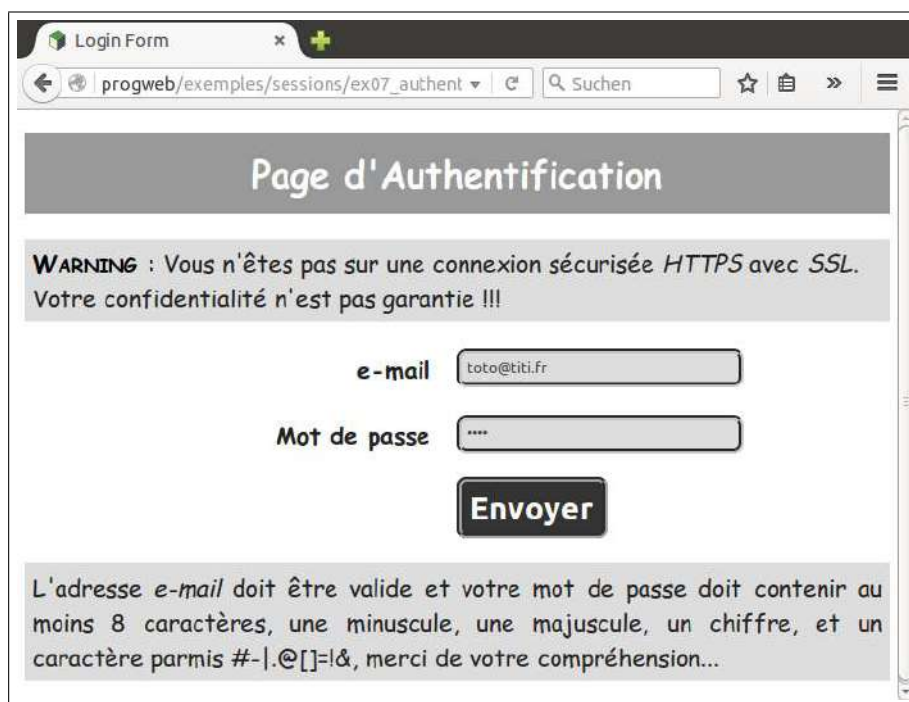 Login Form
progweb/exemples/sessions/ex07_authent
Suchen
Page d'Authentification
WARNING : Vous n'êtes pas sur une connexion sécurisée HTTPS avec SSL.
Votre confidentialité n'est pas garantie !!!
e-mail toto@titi.fr
Mot de passe ••••
Envoyer
L'adresse e-mail doit être valide et votre mot de passe doit contenir au
moins 8 caractères, une minuscule, une majuscule, un chiffre, et un
caractère parmis #-|.@[]=!&, merci de votre compréhension...